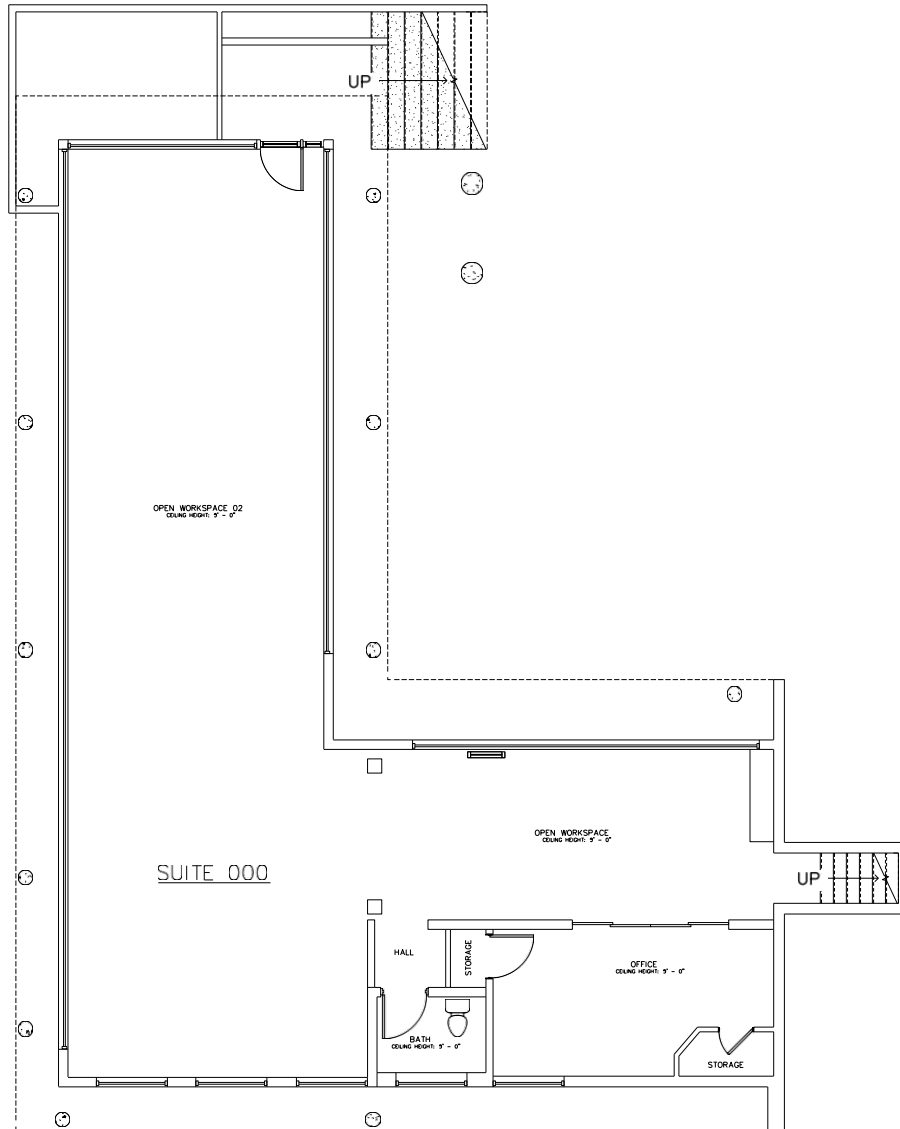 UP
OPEN WORKSPACE 02
CEILING HEIGHT: 9' - 0"
OPEN WORKSPACE
CEILING HEIGHT: 9' - 0"
SUITE 000
UP
HALL
STORAGE
OFFICE
CEILING HEIGHT: 9' - 0"
BATH
CEILING HEIGHT: 9' - 0"
STORAGE